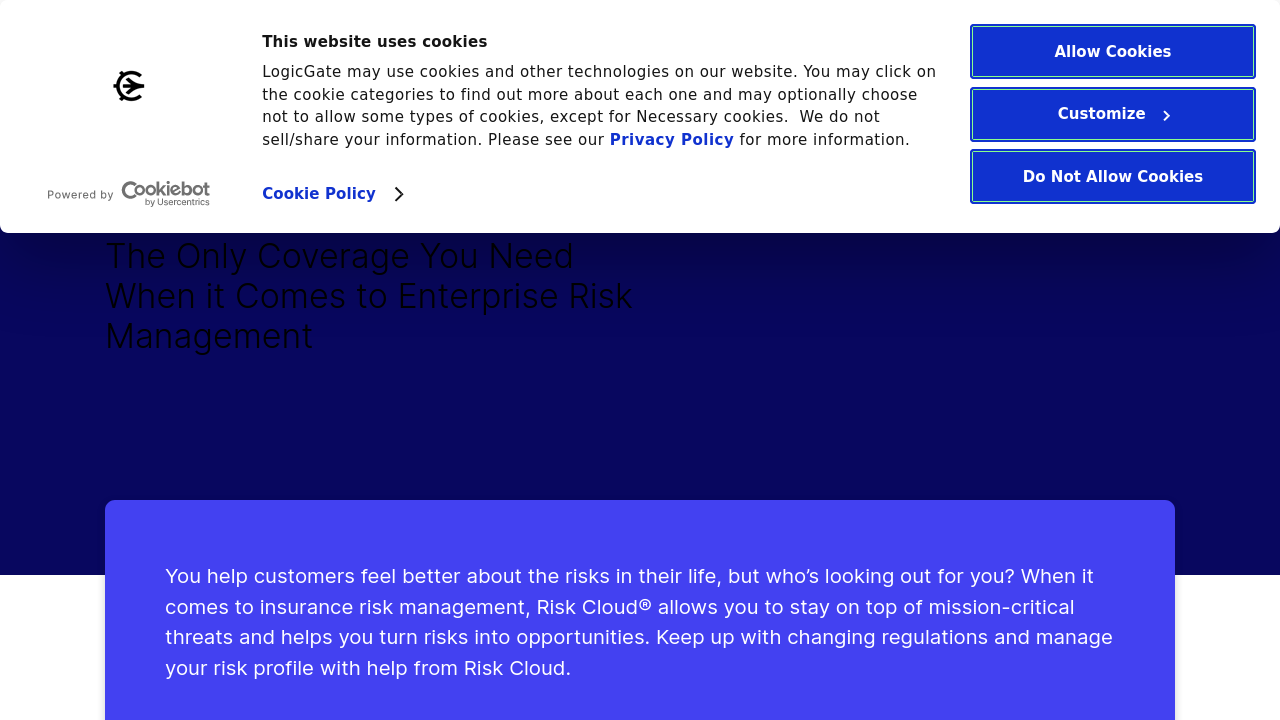 This website uses cookies
LogicGate may use cookies and other technologies on our website. You may click on
the cookie categories to find out more about each one and may optionally choose
not to allow some types of cookies, except for Necessary cookies.  We do not
sell/share your information. Please see our Privacy Policy for more information.
Cookie Policy
Powered by Cookiebot
by Usercentrics
Allow Cookies
Customize
Do Not Allow Cookies
The Only Coverage You Need
When it Comes to Enterprise Risk
Management
You help customers feel better about the risks in their life, but who’s looking out for you? When it
comes to insurance risk management, Risk Cloud® allows you to stay on top of mission-critical
threats and helps you turn risks into opportunities. Keep up with changing regulations and manage
your risk profile with help from Risk Cloud.